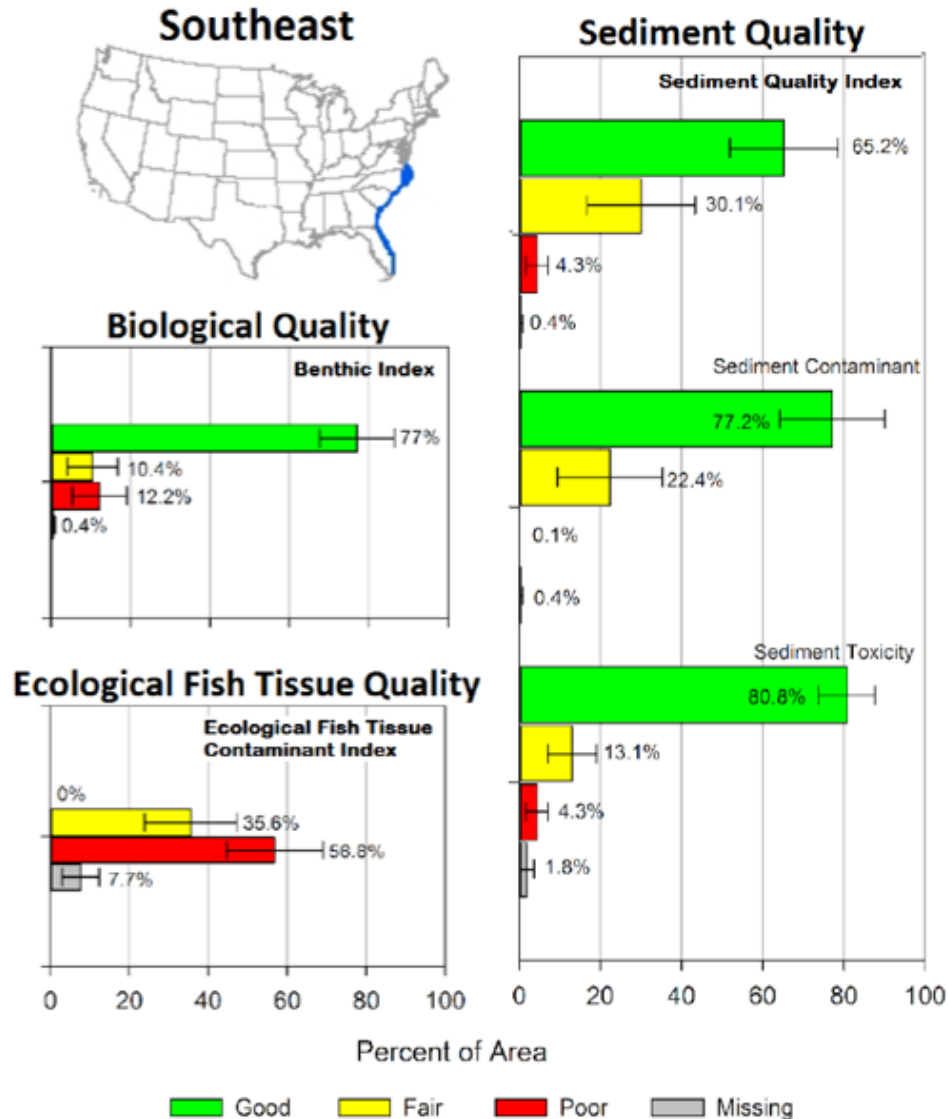 Southeast
Biological Quality
Benthic Index
77%
10.4%
12.2%
0.4%
Ecological Fish Tissue Quality
Ecological Fish Tissue
Contaminant Index
0%
35.6%
56.8%
7.7%
0 20 40 60 80 100
Sediment Quality
Sediment Quality Index
65.2%
30.1%
4.3%
0.4%
Sediment Contaminant
77.2%
22.4%
0.1%
0.4%
Sediment Toxicity
80.8%
13.1%
4.3%
1.8%
0 20 40 60 80 100
Percent of Area
Good Fair Poor Missing